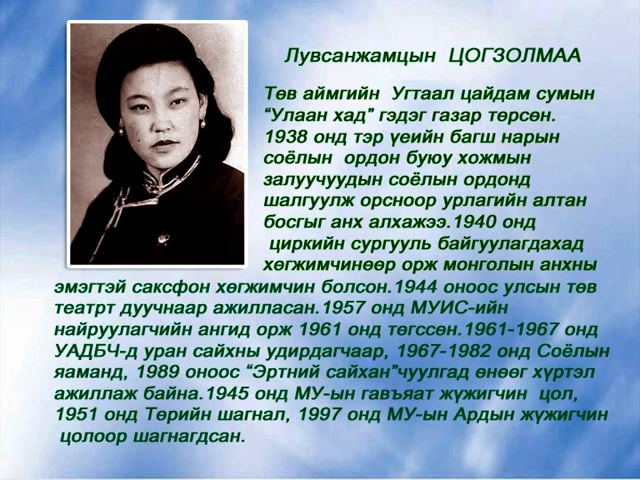 Лувсанжамцын ЦОГЗОЛМАА
Төв аймгийн Угтаал цайдам сумын
“Улаан хад” гэдэг газар төрсөн.
1938 онд тэр үеийн багш нарын
соёлын ордон буюу хожмын
залуучуудын соёлын ордонд
шалгуулж орсноор урлагийн алтан
босгыг анх алхажээ.1940 онд
циркийн сургууль байгуулагдахад
хөгжимчинөөр орж монголын анхны
эмэгтэй саксфон хөгжимчин болсон.1944 оноос улсын төв
театрт дуучнаар ажилласан.1957 онд МУИС-ийн
найруулагчийн ангид орж 1961 онд төгссөн.1961-1967 онд
УАДБЧ-д уран сайхны удирдагчаар, 1967-1982 онд Соёлын
яаманд, 1989 оноос “Эртний сайхан”чуулгад өнөөг хүртэл
ажиллаж байна.1945 онд МУ-ын гавъяат жүжигчин цол,
1951 онд Төрийн шагнал, 1997 онд МУ-ын Ардын жүжигчин
цолоор шагнагдсан.